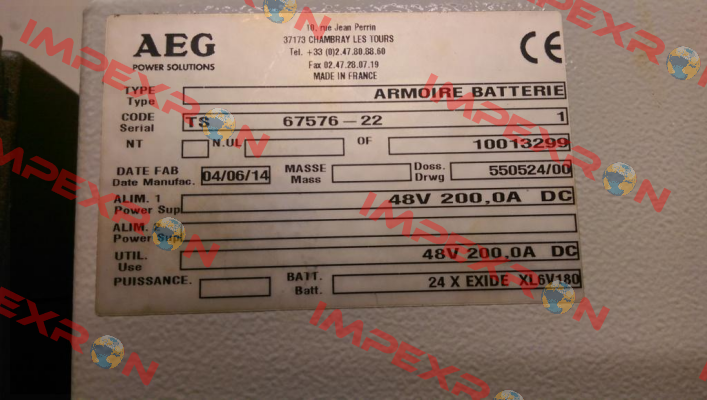 AEG
POWER SOLUTIONS
10, rue Jean Perrin
37173 CHAMBRAY LES TOURS
Tel. +33 (0)2.47.80.88.60
Fax 02.47.28.07.19
MADE IN FRANCE
CE
TYPE
Type
ARMOIRE BATTERIE
CODE
Serial
TS 67576-22 1
NT N.UL OF 10013299
DATE FAB
Date Manufac.
04/06/14
MASSE
Mass
Doss.
Drwg
550524/00
ALIM. 1
Power Supl
48V 200,0A DC
ALIM.
Power Supl
UTIL.
Use
48V 200,0A DC
PUISSANCE.
BATT.
Batt.
24 X EXIDE XL6V180
IMPEXRON
IMPEXRON
IMPEXRON
IMPEXRON
IMPEXRON
IMPEXRON